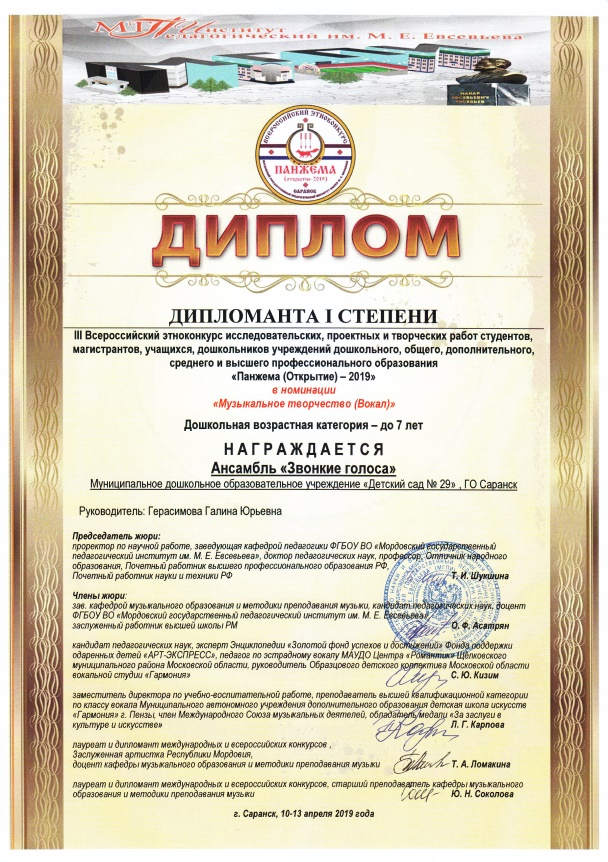 МГПИ
Институт
едагогический им. М. Е. Евсевьева
МАКАР
ЕВСЕВЬЕВИЧ
ЕВСЕВЬЕВ
ВСЕРОССИЙСКИЙ ЭТНОКОНКУРС
ПАНЖЕМА
(открытие-2019)
САРАНСК
ДИПЛОМ
ДИПЛОМАНТА I СТЕПЕНИ
III Всероссийский этноконкурс исследовательских, проектных и творческих работ студентов,
магистрантов, учащихся, дошкольников учреждений дошкольного, общего, дополнительного,
среднего и высшего профессионального образования
«Панжема (Открытие) – 2019»
в номинации
«Музыкальное творчество (Вокал)»
Дошкольная возрастная категория – до 7 лет
НАГРАЖДАЕТСЯ
Ансамбль «Звонкие голоса»
Муниципальное дошкольное образовательное учреждение «Детский сад № 29» , ГО Саранск
Руководитель: Герасимова Галина Юрьевна
Председатель жюри:
проректор по научной работе, заведующая кафедрой педагогики ФГБОУ ВО «Мордовский государственный
педагогический институт им. М. Е. Евсевьева», доктор педагогических наук, профессор, Отличник народного
образования, Почетный работник высшего профессионального образования РФ,
Почетный работник науки и техники РФ Т. И. Шукшина
Члены жюри:
зав. кафедрой музыкального образования и методики преподавания музыки, кандидат педагогических наук, доцент
ФГБОУ ВО «Мордовский государственный педагогический институт им. М. Е. Евсевьева»,
заслуженный работник высшей школы РМ О. Ф. Асатрян
кандидат педагогических наук, эксперт Энциклопедии «Золотой фонд успехов и достижений» Фонда поддержки
одаренных детей «АРТ-ЭКСПРЕСС», педагог по эстрадному вокалу МАУДО Центра «Романтик» Щелковского
муниципального района Московской области, руководитель Образцового детского коллектива Московской области
вокальной студии «Гармония» С. Ю. Кизим
заместитель директора по учебно-воспитательной работе, преподаватель высшей квалификационной категории
по классу вокала Муниципального автономного учреждения дополнительного образования детская школа искусств
«Гармония» г. Пензы, член Международного Союза музыкальных деятелей, обладатель медали «За заслуги в
культуре и искусстве» Л. Г. Карпова
лауреат и дипломант международных и всероссийских конкурсов ,
Заслуженная артистка Республики Мордовия,
доцент кафедры музыкального образования и методики преподавания музыки Т. А. Ломакина
лауреат и дипломант международных и всероссийских конкурсов, старший преподаватель кафедры музыкального
образования и методики преподавания музыки Ю. Н. Соколова
г. Саранск, 10-13 апреля 2019 года